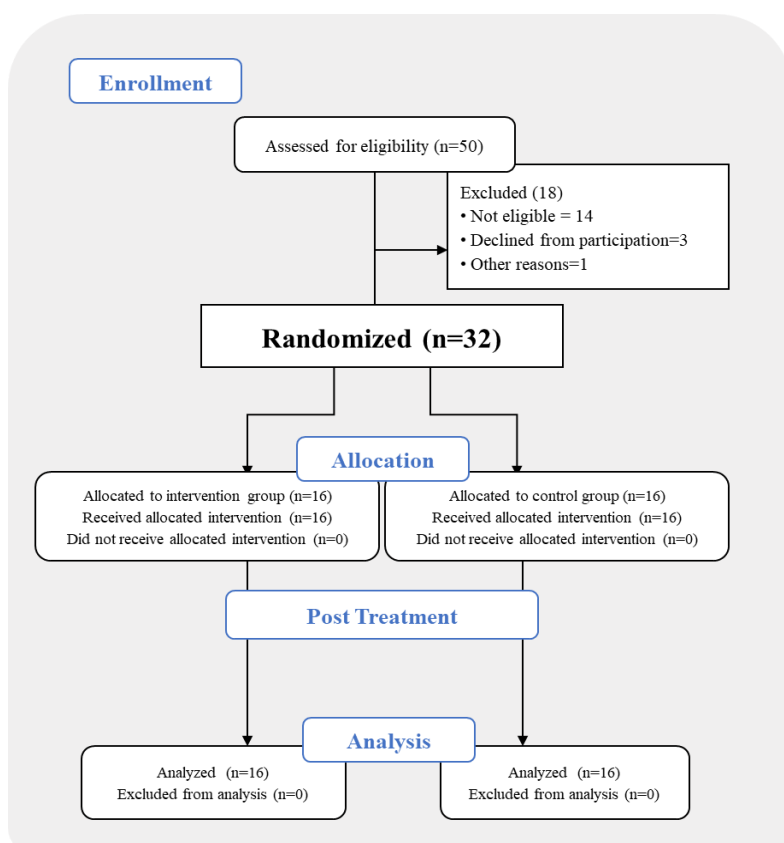 Enrollment
Assessed for eligibility (n=50)
Excluded (18)
• Not eligible = 14
• Declined from participation=3
• Other reasons=1
Randomized (n=32)
Allocation
Allocated to intervention group (n=16)
Received allocated intervention (n=16)
Did not receive allocated intervention (n=0)
Allocated to control group (n=16)
Received allocated intervention (n=16)
Did not receive allocated intervention (n=0)
Post Treatment
Analysis
Analyzed (n=16)
Excluded from analysis (n=0)
Analyzed (n=16)
Excluded from analysis (n=0)